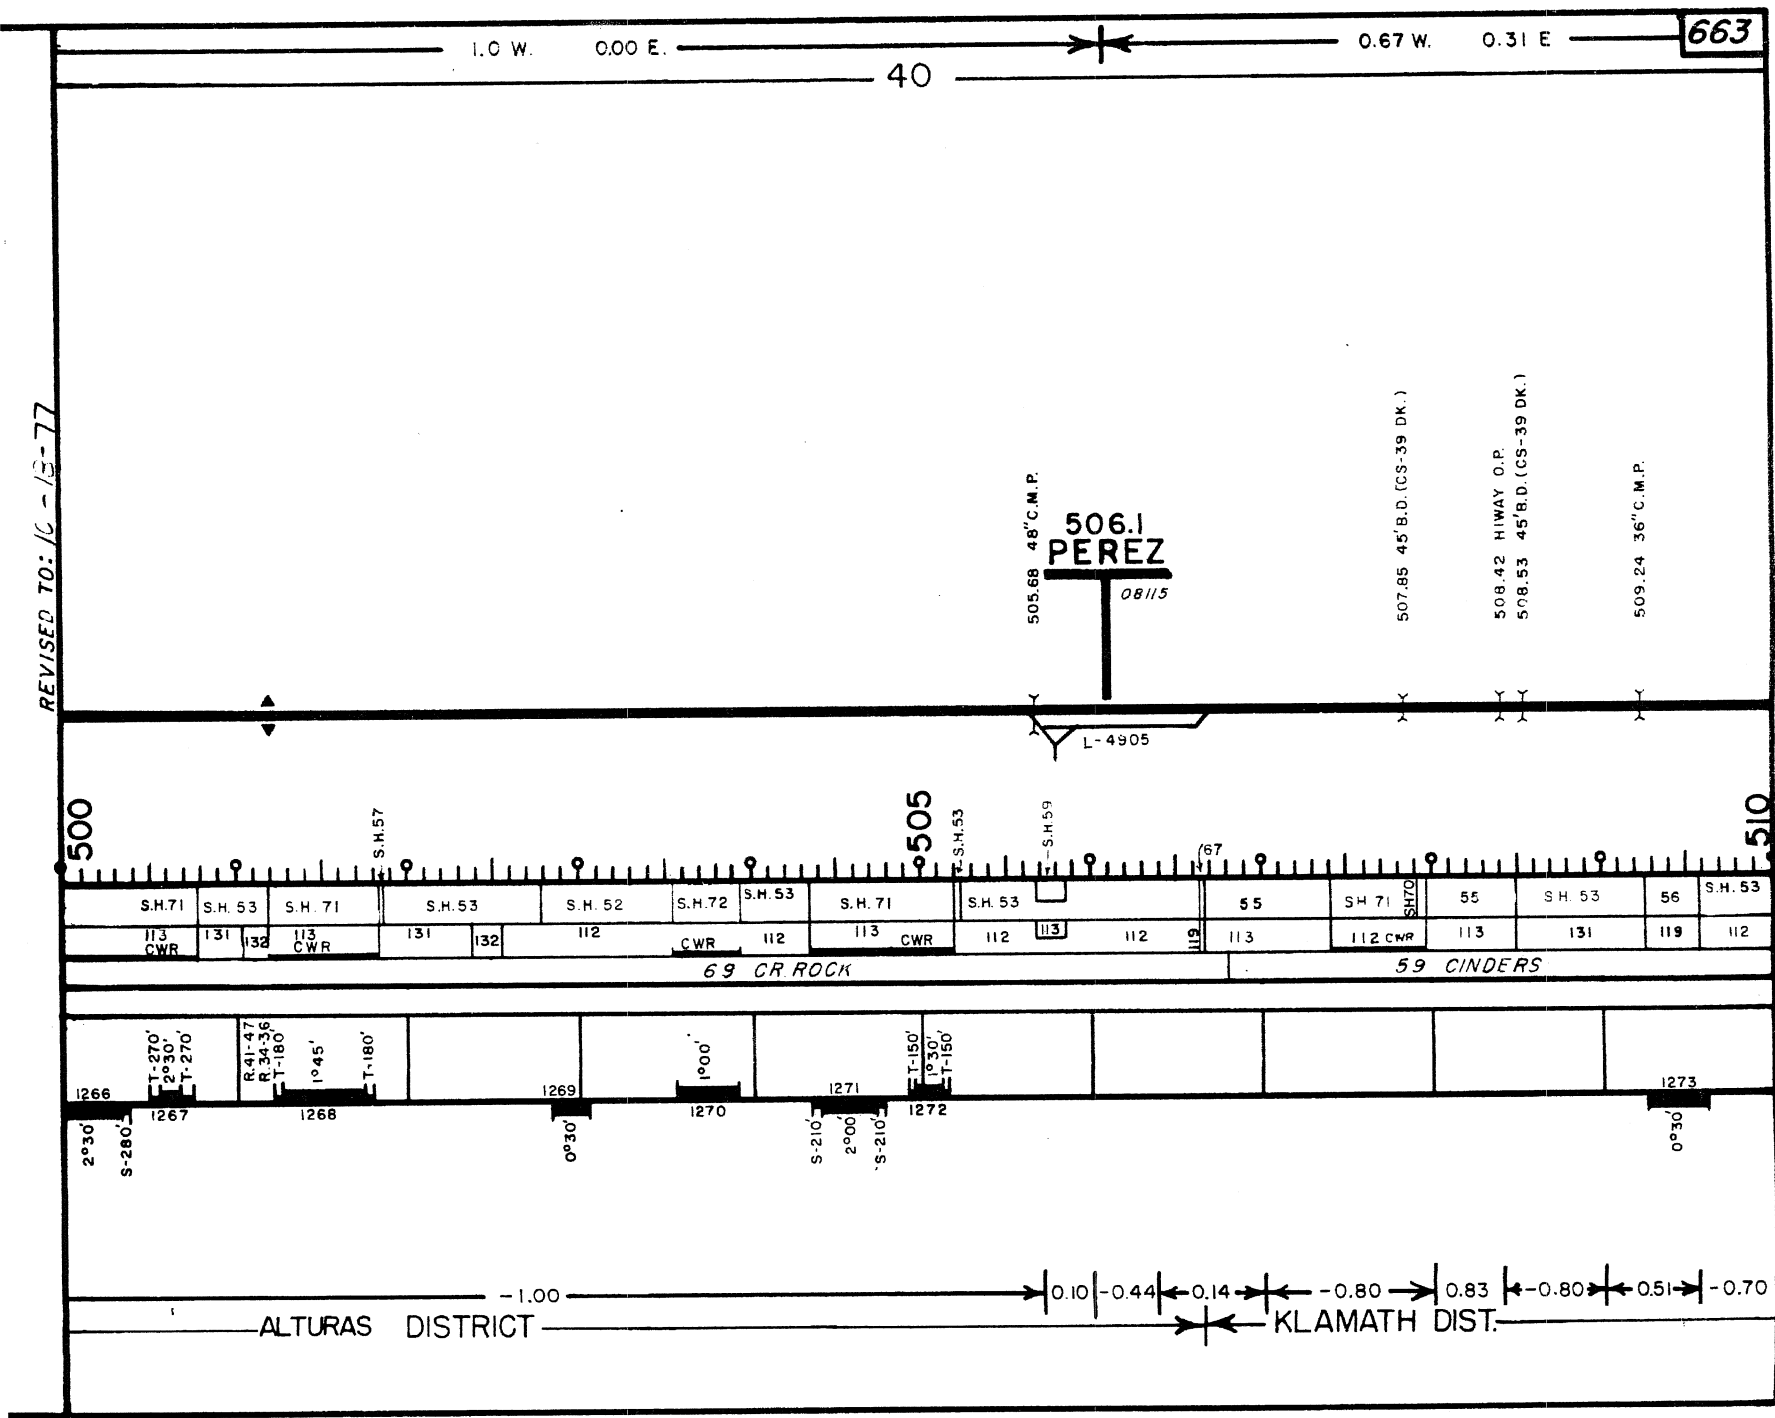 663
1.0 W. 0.00 E. 0.67 W. 0.31 E
40
REVISED TO: 10-18-77
505.68 48"C.M.P.
506.1
PEREZ
08115
507.85 45'B.D.(CS-39 DK.)
508.42 HIWAY O.P.
508.53 45'B.D.(CS-39 DK.)
509.24 36"C.M.P.
L-4905
500 505 510
S.H.57 S.H.53 S.H.59 67
S.H.71 S.H.53 S.H.71 S.H.53 S.H.52 S.H.72 S.H.53 S.H.71 S.H.53 55 SH 71 SH70 55 S H. 53 56 S.H.53
113 CWR 131 132 113 CWR 131 132 112 CWR 112 113 CWR 112 113 112 119 113 112 CWR 113 131 119 112
69 CR.ROCK 59 CINDERS
T-270' 2°30' T-270' R.41-47 R.34-36 T-180' 1°45' T-180' 1°00' T-150' 1°30' T-150'
1266 1269 1271 1273
1267 1268 1270 1272
2°30' S-280' 0°30' S-210' 2°00' S-210' 0°30'
-1.00 0.10 -0.44 -0.14 -0.80 0.83 -0.80 0.51 -0.70
ALTURAS DISTRICT KLAMATH DIST.